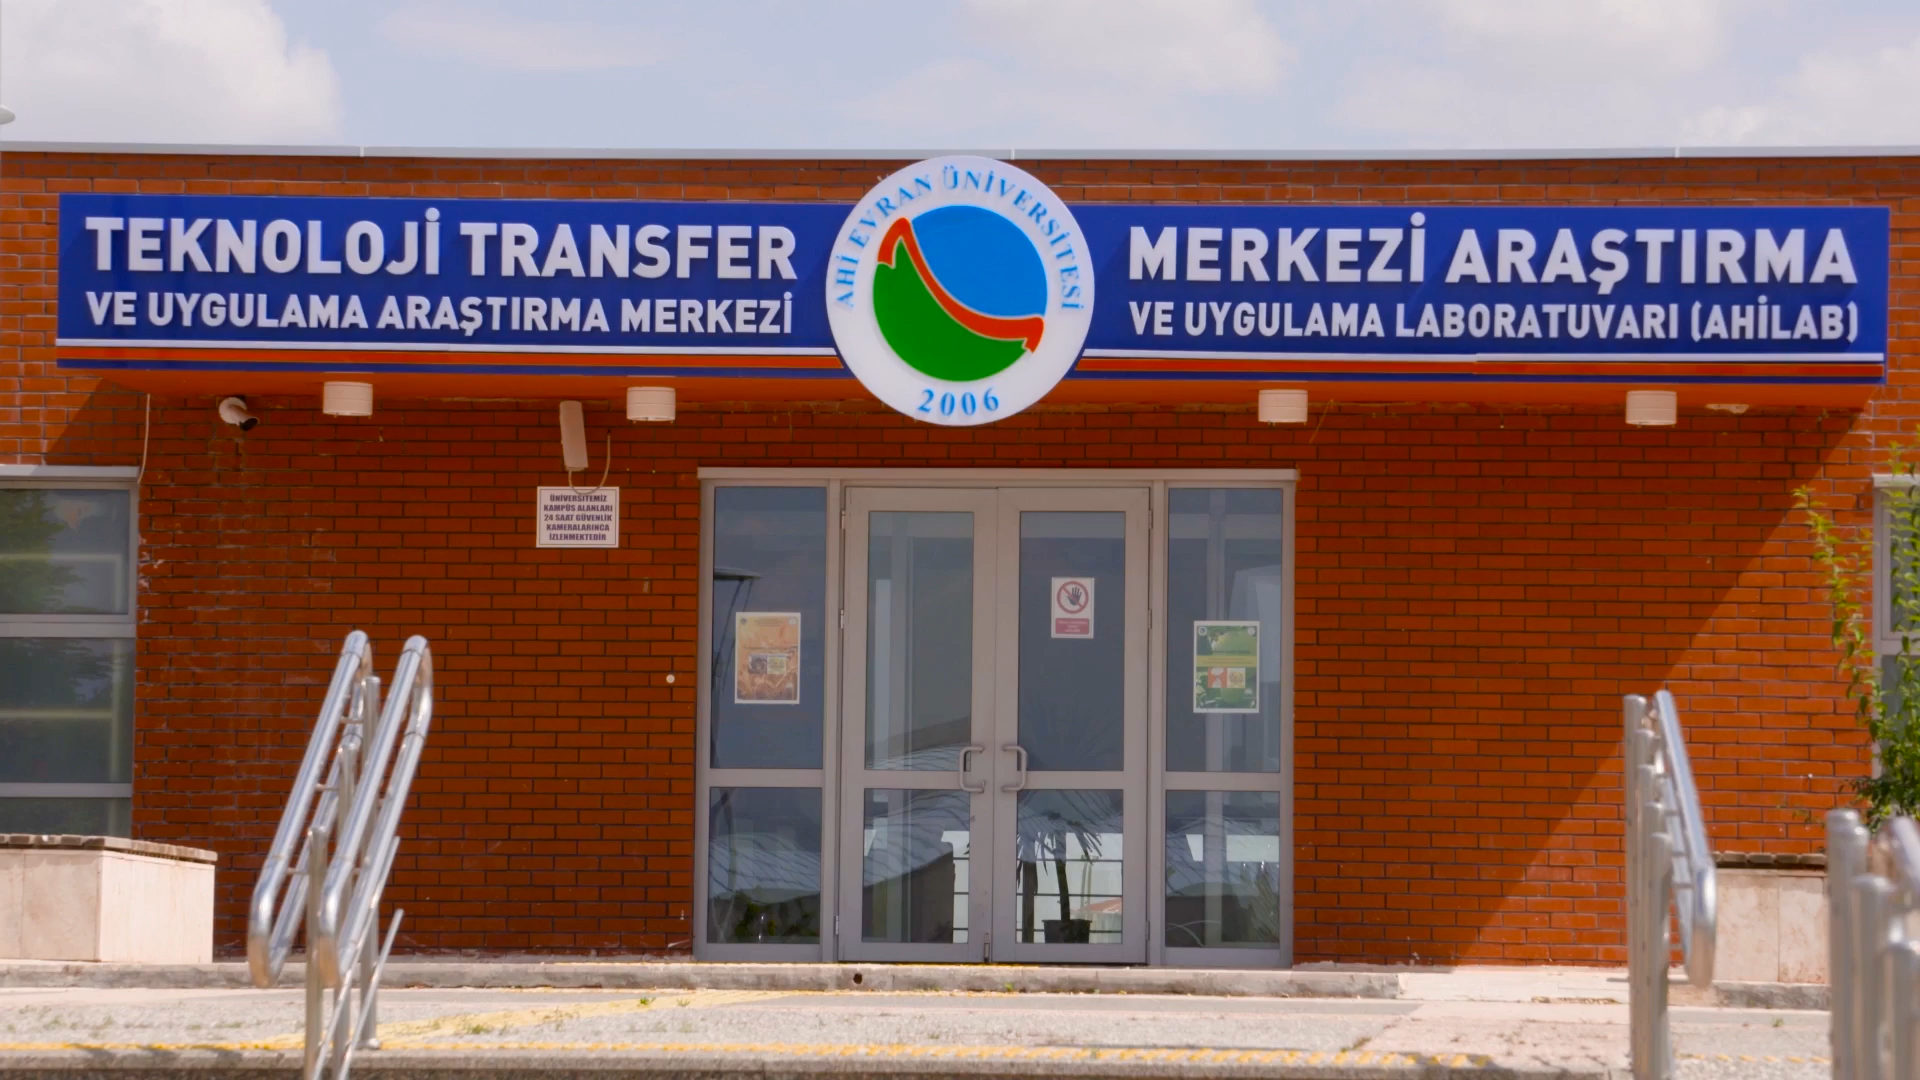 TEKNOLOJİ TRANSFER
VE UYGULAMA ARAŞTIRMA MERKEZİ
AHİ EVRAN ÜNİVERSİTESİ
2006
MERKEZİ ARAŞTIRMA
VE UYGULAMA LABORATUVARI (AHİLAB)
ÜNİVERSİTEMİZ
KAMPÜS ALANLARI
24 SAAT GÜVENLİK
KAMERALARINCA
İZLENMEKTEDİR